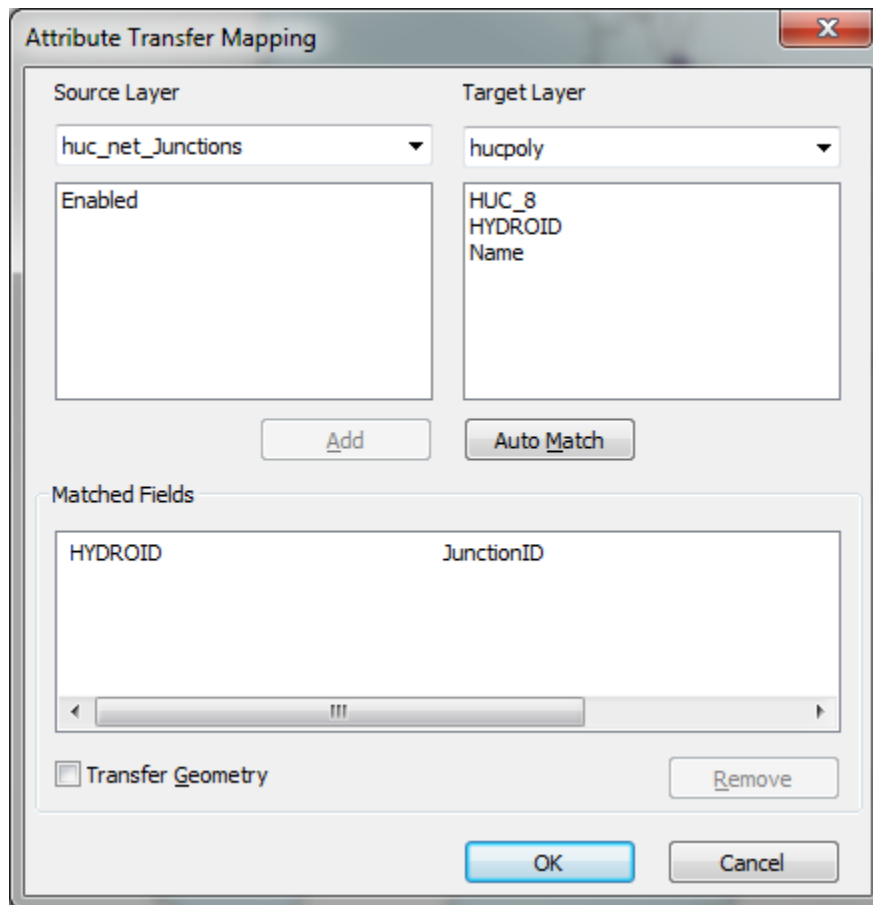 Attribute Transfer Mapping
Source Layer
Target Layer
huc_net_Junctions
hucpoly
Enabled
HUC_8
HYDROID
Name
Add
Auto Match
Matched Fields
HYDROID JunctionID
Transfer Geometry
Remove
OK
Cancel